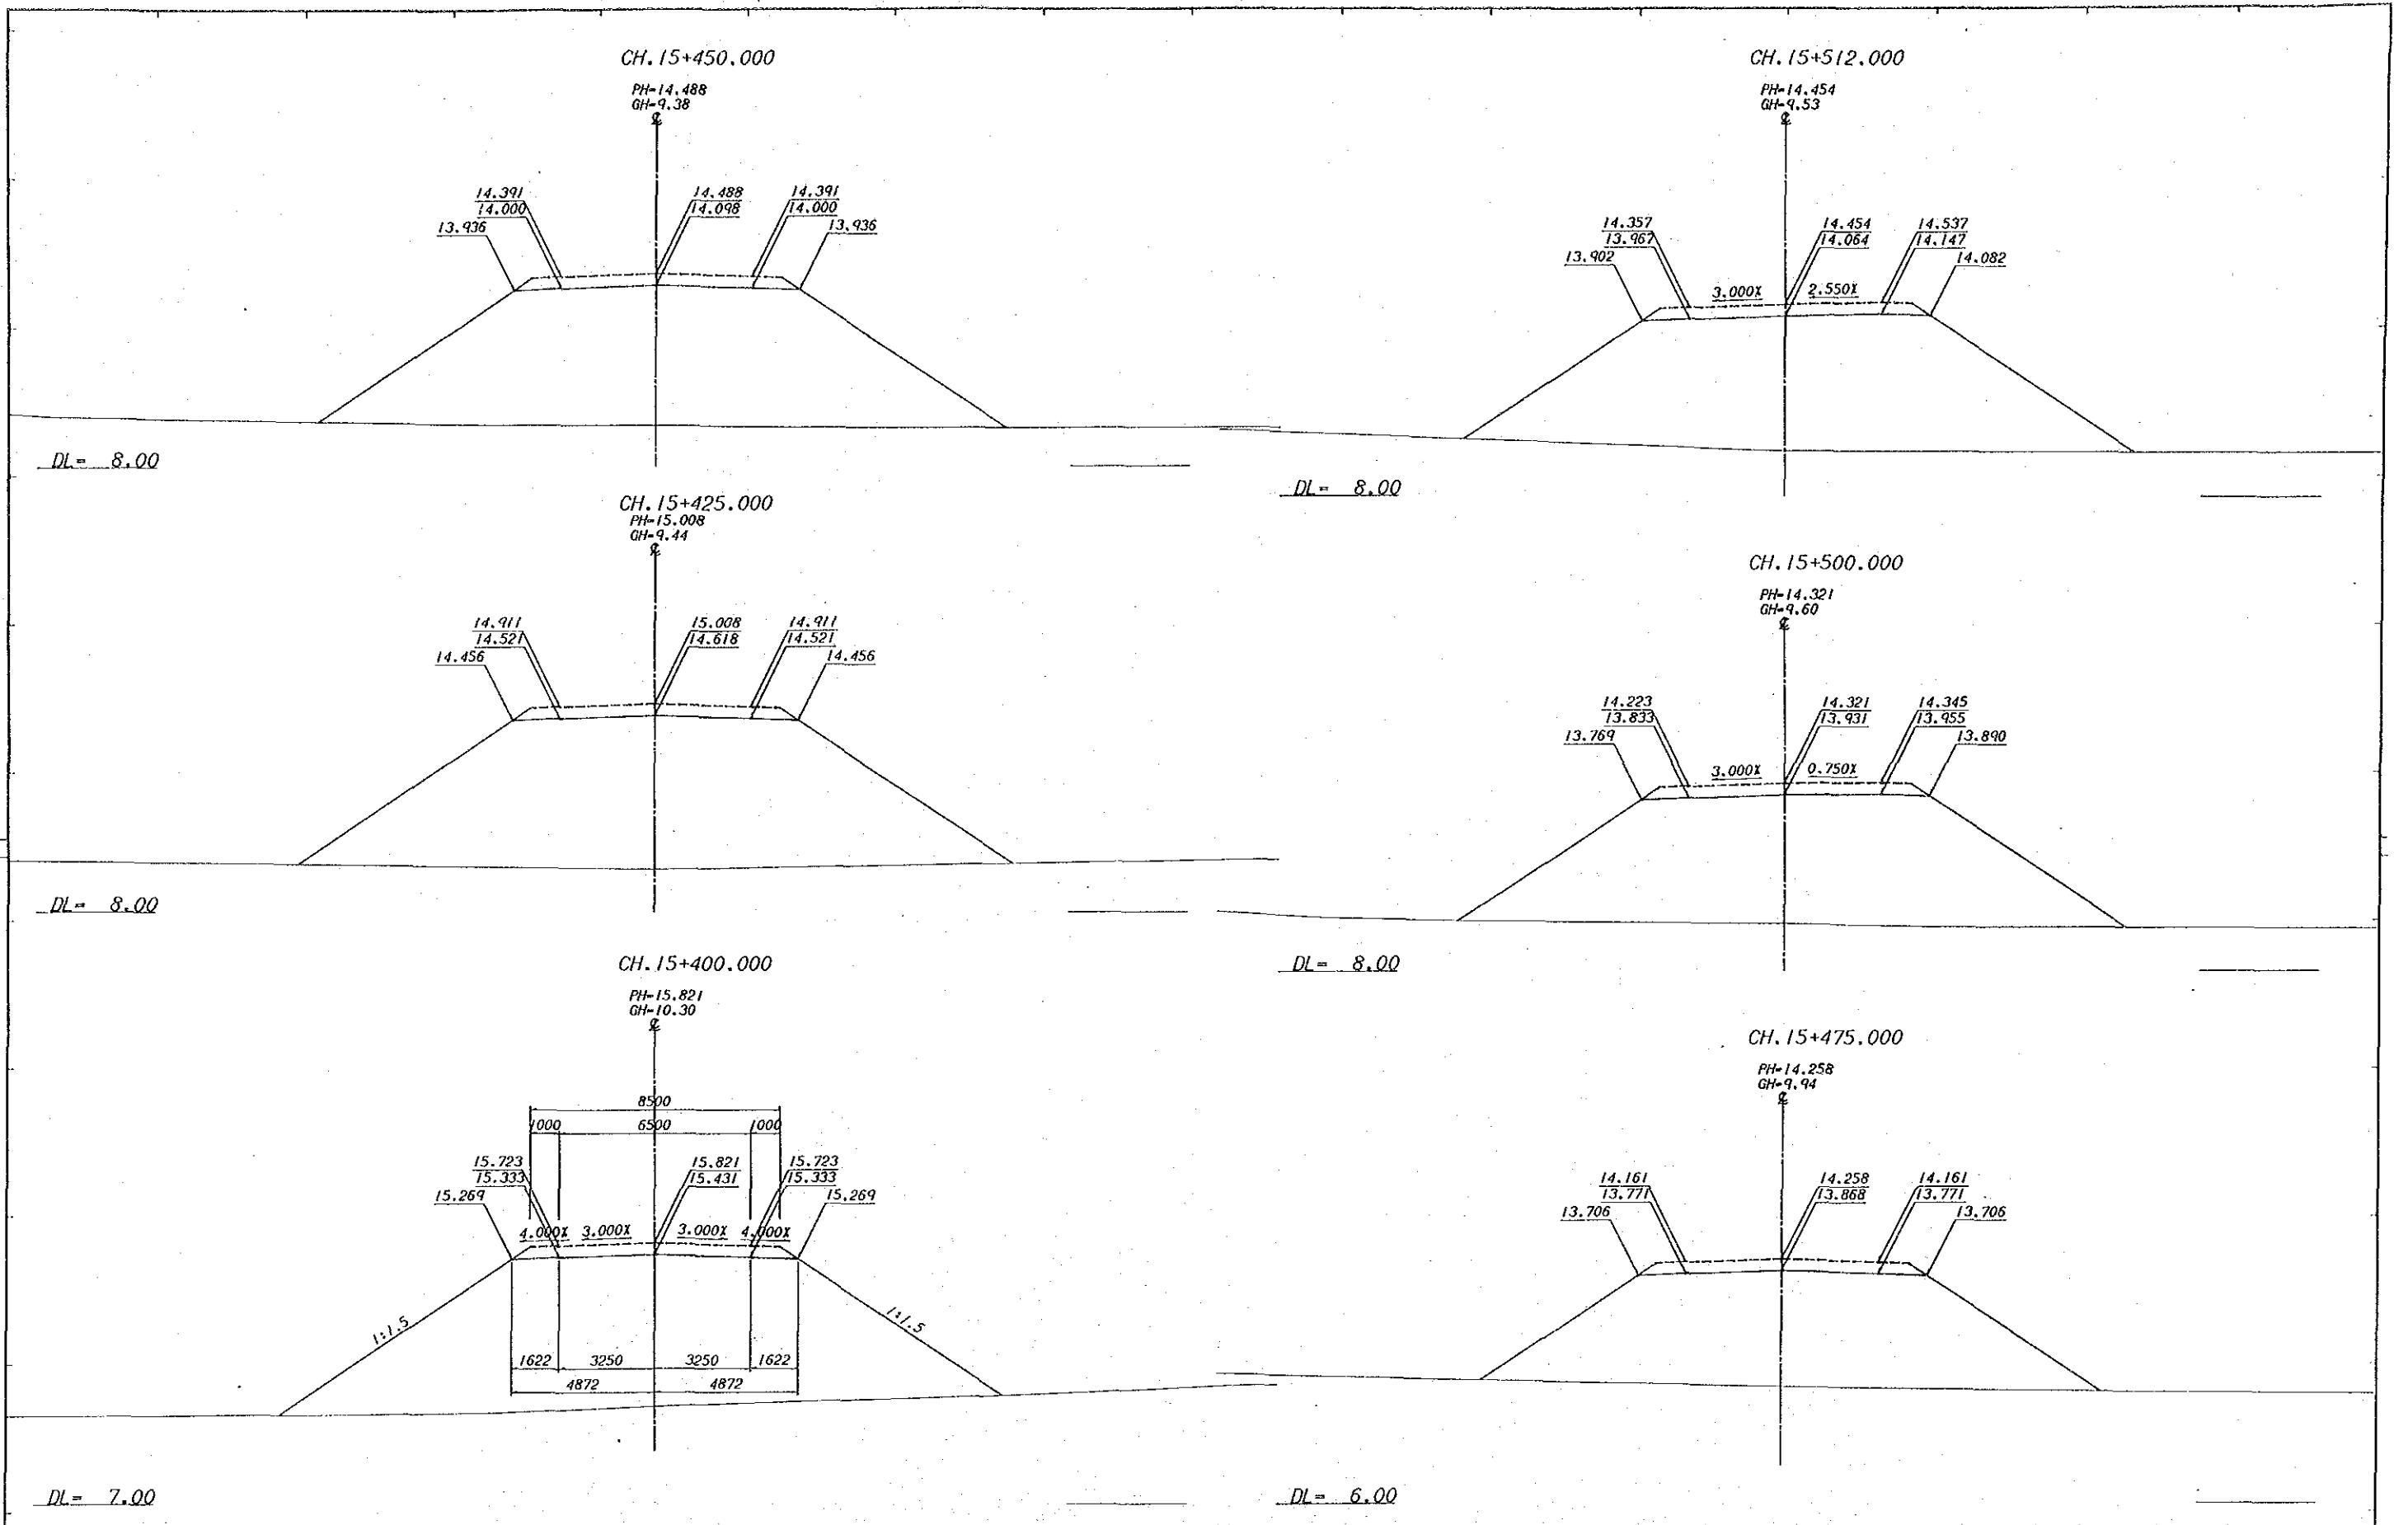 CH.15+450.000
PH=14.488
GH=9.38
14.391 14.488 14.391
14.000 14.098 14.000
13.936 13.936
DL= 8.00
CH.15+425.000
PH=15.008
GH=9.44
14.911 15.008 14.911
14.521 14.618 14.521
14.456 14.456
DL= 8.00
CH.15+400.000
PH=15.821
GH=10.30
8500
1000 6500 1000
15.723 15.821 15.723
15.333 15.431 15.333
15.269 15.269
4.000% 3.000% 3.000% 4.000%
1:1.5 1:1.5
1622 3250 3250 1622
4872 4872
DL= 7.00
CH.15+512.000
PH=14.454
GH=9.53
14.357 14.454 14.537
13.967 14.064 14.147
13.902 14.082
3.000% 2.550%
DL= 8.00
CH.15+500.000
PH=14.321
GH=9.60
14.223 14.321 14.345
13.833 13.931 13.955
13.769 13.890
3.000% 0.750%
DL= 8.00
CH.15+475.000
PH=14.258
GH=9.94
14.161 14.258 14.161
13.771 13.868 13.771
13.706 13.706
DL= 6.00